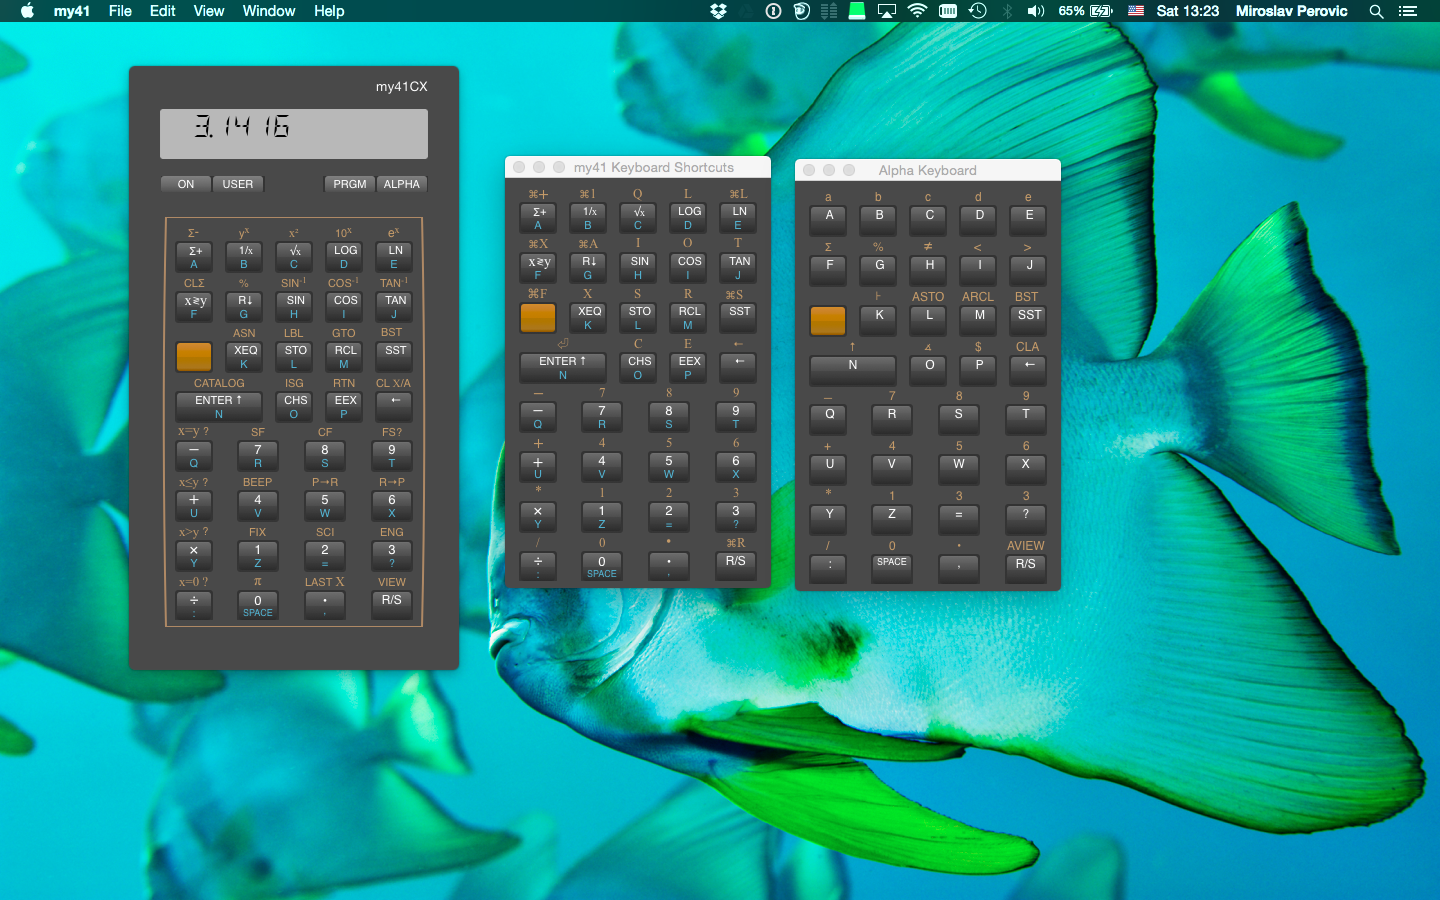 my41 File Edit View Window Help 65% Sat 13:23 Miroslav Perovic
my41CX
3.1416
ON USER PRGM ALPHA
Σ- yˣ x² 10ˣ eˣ
Σ+ 1/x √x LOG LN
A B C D E
CLΣ % SIN⁻¹ COS⁻¹ TAN⁻¹
x≷y R↓ SIN COS TAN
F G H I J
ASN LBL GTO BST
XEQ STO RCL SST
K L M
CATALOG ISG RTN CL X/A
ENTER ↑ CHS EEX ←
N O P
x=y ? SF CF FS?
− 7 8 9
Q R S T
x≤y ? BEEP P→R R→P
+ 4 5 6
U V W X
x>y ? FIX SCI ENG
× 1 2 3
Y Z = ?
x=0 ? π LAST X VIEW
÷ 0 • R/S
: SPACE ,
my41 Keyboard Shortcuts
⌘+ ⌘1 Q L ⌘L
Σ+ 1/x √x LOG LN
A B C D E
⌘X ⌘A I O T
x≷y R↓ SIN COS TAN
F G H I J
⌘F X S R ⌘S
XEQ STO RCL SST
K L M
⏎ C E ←
ENTER ↑ CHS EEX ←
N O P
− 7 8 9
− 7 8 9
Q R S T
+ 4 5 6
+ 4 5 6
U V W X
* 1 2 3
× 1 2 3
Y Z = ?
/ 0 • ⌘R
÷ 0 • R/S
: SPACE ,
Alpha Keyboard
a b c d e
A B C D E
Σ % ≠ < >
F G H I J
⊦ ASTO ARCL BST
K L M SST
↑ ∡ $ CLA
N O P ←
− 7 8 9
Q R S T
+ 4 5 6
U V W X
* 1 3 3
Y Z = ?
/ 0 • AVIEW
: SPACE , R/S